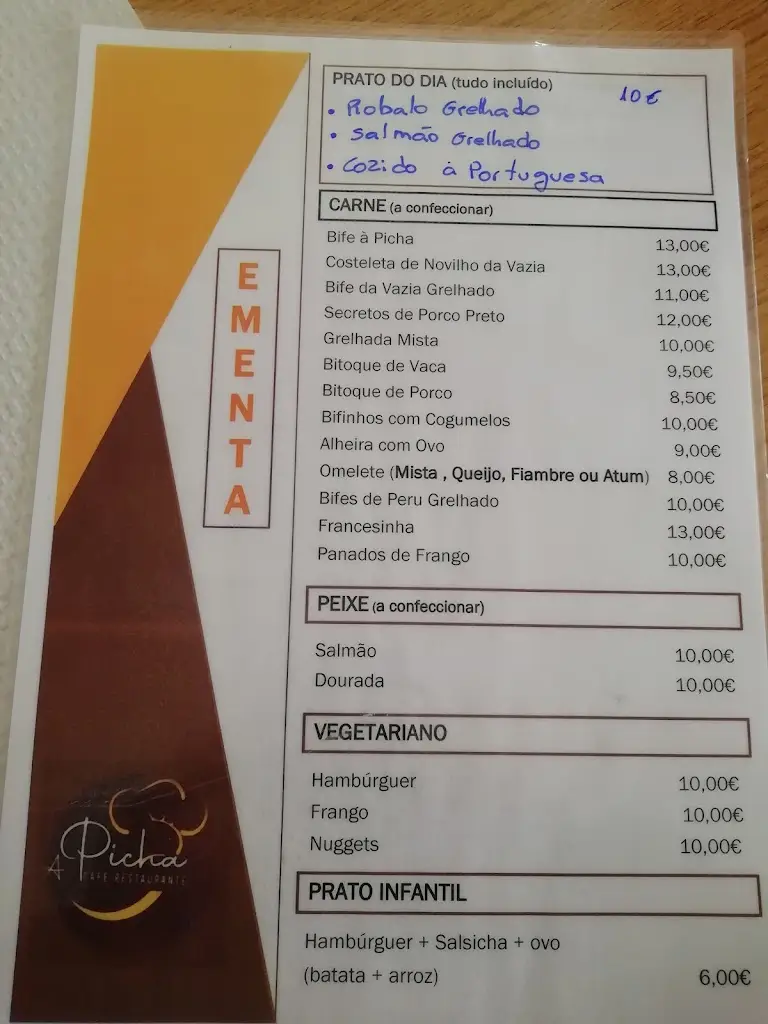 PRATO DO DIA (tudo incluído) 10€
• Robalo Grelhado
• Salmão Grelhado
• Cozido à Portuguesa
CARNE (a confeccionar)
Bife à Picha 13,00€
Costeleta de Novilho da Vazia 13,00€
Bife da Vazia Grelhado 11,00€
Secretos de Porco Preto 12,00€
Grelhada Mista 10,00€
Bitoque de Vaca 9,50€
Bitoque de Porco 8,50€
Bifinhos com Cogumelos 10,00€
Alheira com Ovo 9,00€
Omelete (Mista , Queijo, Fiambre ou Atum) 8,00€
Bifes de Peru Grelhado 10,00€
Francesinha 13,00€
Panados de Frango 10,00€
PEIXE (a confeccionar)
Salmão 10,00€
Dourada 10,00€
VEGETARIANO
Hambúrguer 10,00€
Frango 10,00€
Nuggets 10,00€
PRATO INFANTIL
Hambúrguer + Salsicha + ovo
(batata + arroz) 6,00€
EMENTA
A Picha
CAFE RESTAURANTE